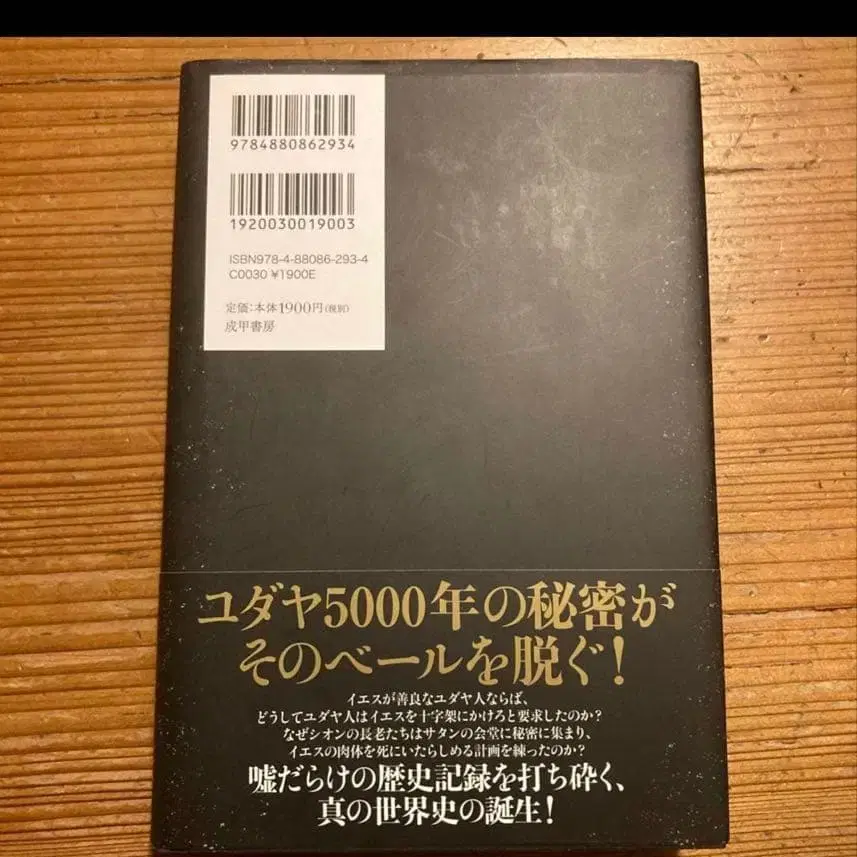 9784880862934
1920030019003
ISBN978-4-88086-293-4
C0030 ¥1900E
定価:本体1900円(税別)
成甲書房
ユダヤ5000年の秘密が
そのベールを脱ぐ!
イエスが善良なユダヤ人ならば、
どうしてユダヤ人はイエスを十字架にかけろと要求したのか?
なぜシオンの長老たちはサタンの会堂に秘密に集まり、
イエスの肉体を死にいたらしめる計画を練ったのか?
嘘だらけの歴史記録を打ち砕く、
真の世界史の誕生!